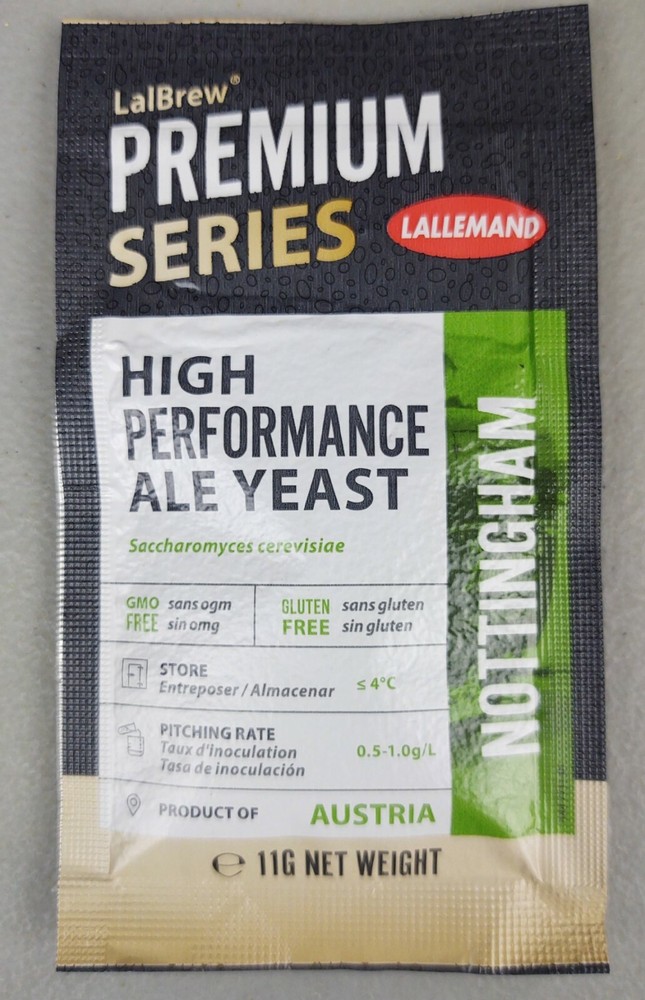 LalBrew®
PREMIUM
SERIES
LALLEMAND
HIGH
PERFORMANCE
ALE YEAST
Saccharomyces cerevisiae
GMO FREE
sans ogm
sin omg
GLUTEN FREE
sans gluten
sin gluten
STORE
Entreposer / Almacenar
≤ 4°C
PITCHING RATE
Taux d'inoculation
Tasa de inoculación
0.5-1.0g/L
PRODUCT OF AUSTRIA
NOTTINGHAM
℮ 11G NET WEIGHT